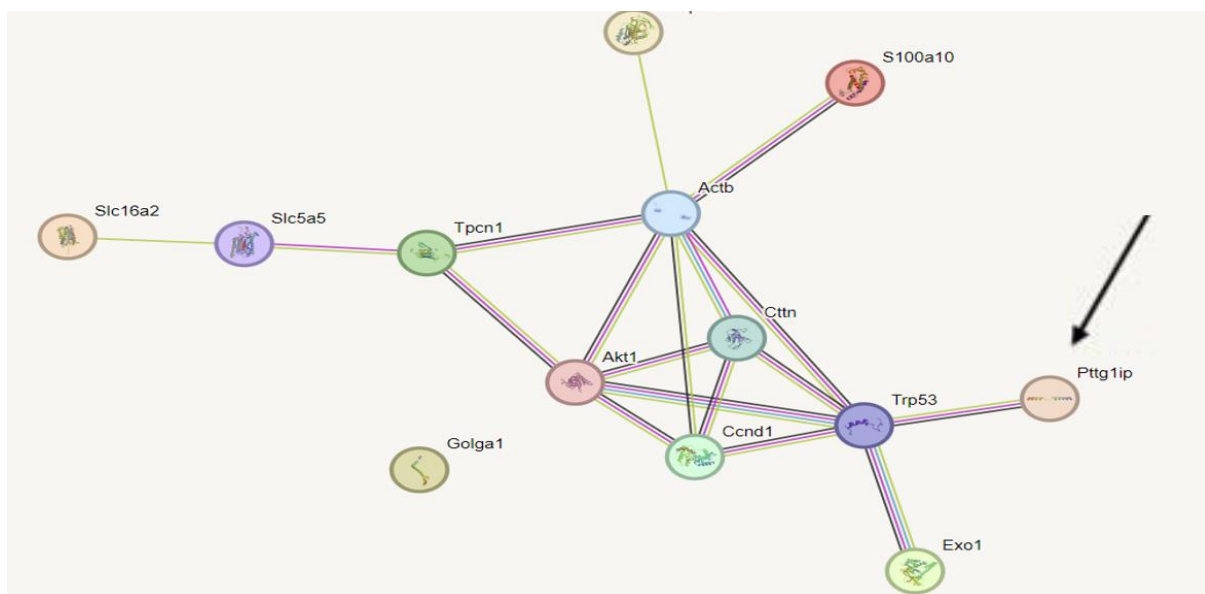 S100a10
Actb
Slc16a2
Slc5a5
Tpcn1
Cttn
Akt1
Pttg1ip
Trp53
Ccnd1
Golga1
Exo1